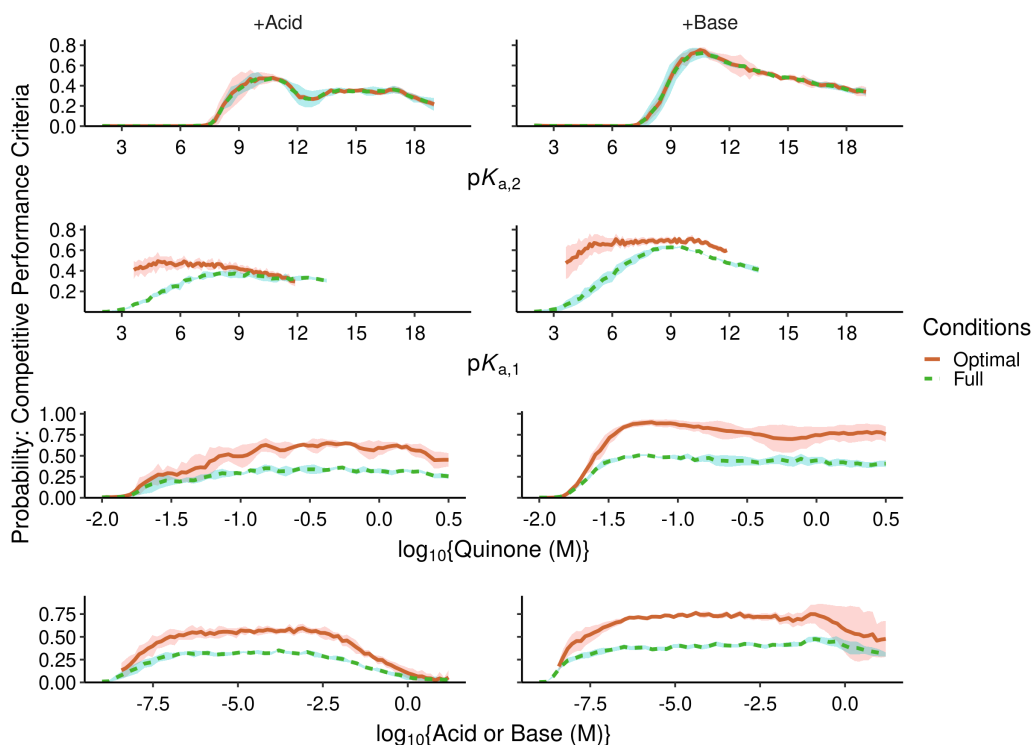 +Acid +Base
Probability: Competitive Performance Criteria
0.8 0.6 0.4 0.2 0.0
3 6 9 12 15 18 3 6 9 12 15 18
pKa,2
0.8 0.6 0.4 0.2
3 6 9 12 15 18 3 6 9 12 15 18
pKa,1
Conditions
Optimal
Full
1.00 0.75 0.50 0.25 0.00
-2.0 -1.5 -1.0 -0.5 0.0 0.5 -2.0 -1.5 -1.0 -0.5 0.0 0.5
log10{Quinone (M)}
0.75 0.50 0.25 0.00
-7.5 -5.0 -2.5 0.0 -7.5 -5.0 -2.5 0.0
log10{Acid or Base (M)}